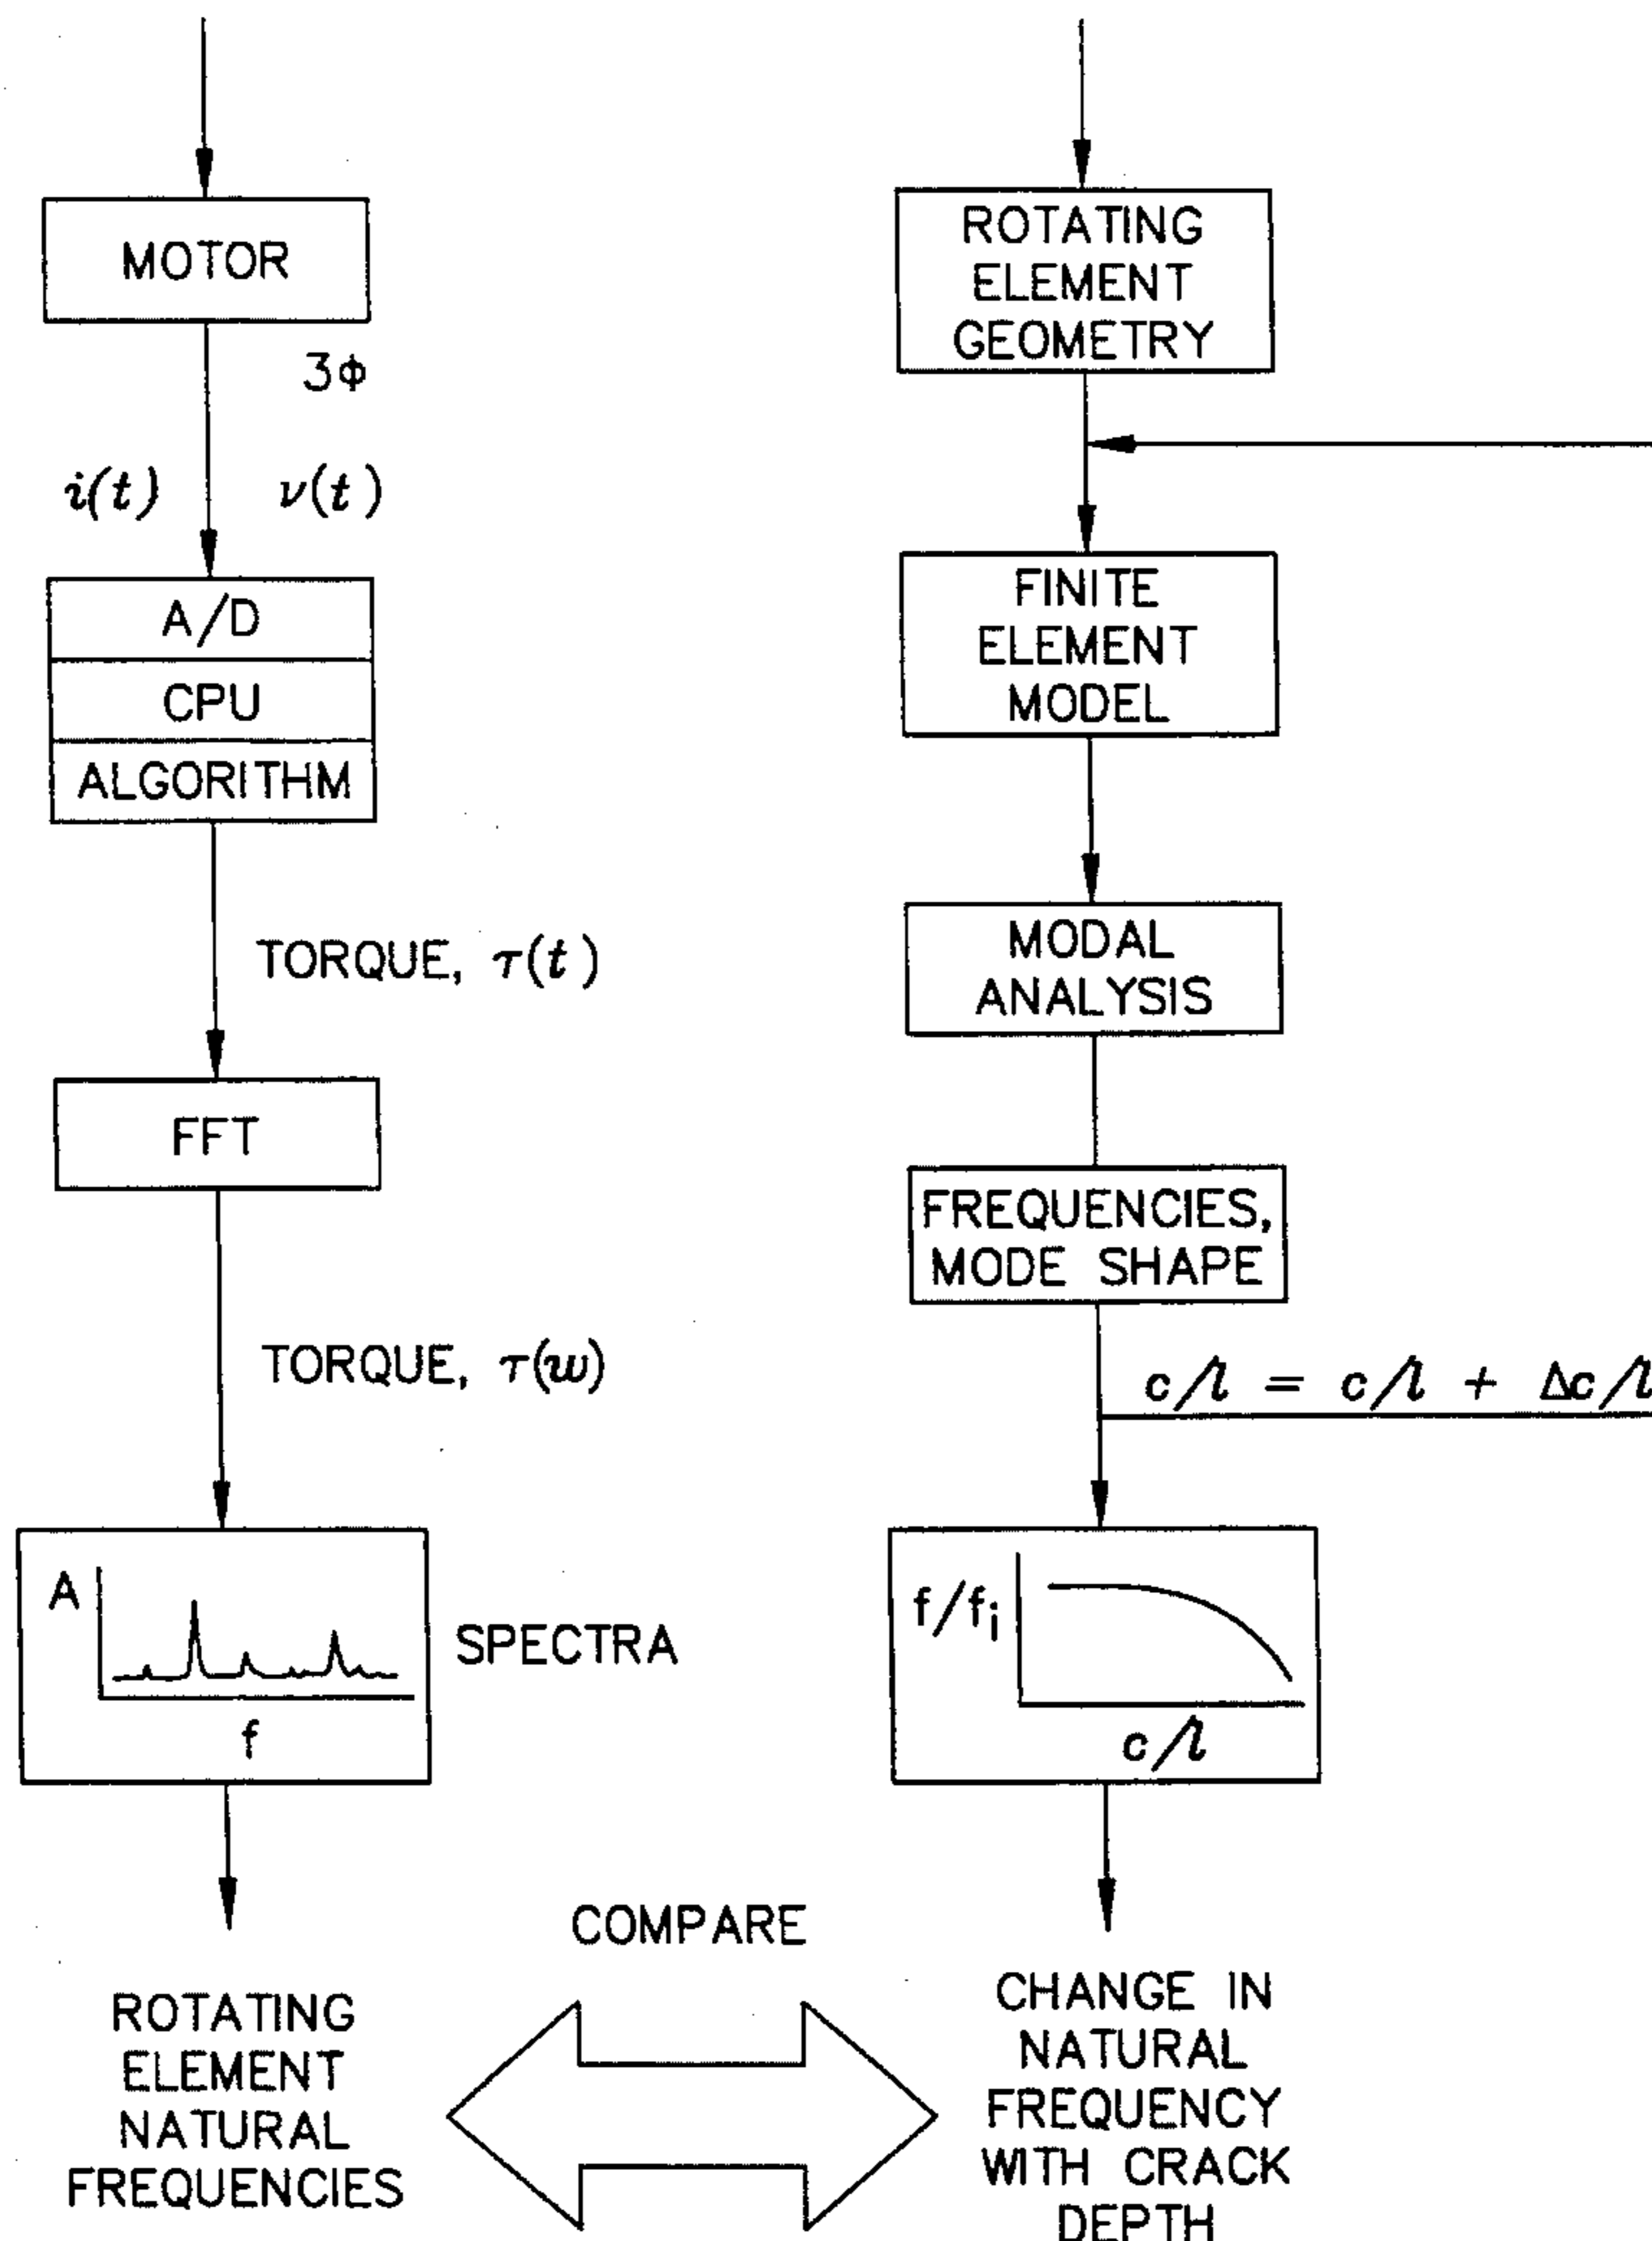 MOTOR
3Φ
i(t)
ν(t)
A/D
CPU
ALGORITHM
TORQUE, τ(t)
FFT
TORQUE, τ(w)
A
f
SPECTRA
ROTATING
ELEMENT
NATURAL
FREQUENCIES
COMPARE
ROTATING
ELEMENT
GEOMETRY
FINITE
ELEMENT
MODEL
MODAL
ANALYSIS
FREQUENCIES,
MODE SHAPE
c/l = c/l + Δc/l
f/fi
c/l
CHANGE IN
NATURAL
FREQUENCY
WITH CRACK
DEPTH